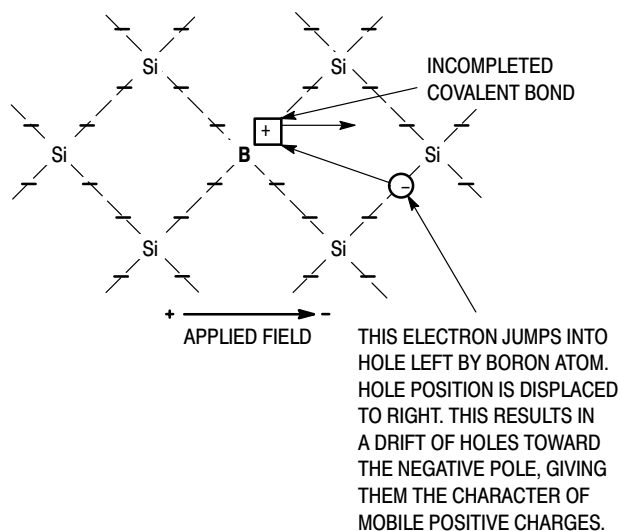 Si
Si
INCOMPLETED
COVALENT BOND
+
Si
B
Si
−
Si
Si
+ −
APPLIED FIELD
THIS ELECTRON JUMPS INTO
HOLE LEFT BY BORON ATOM.
HOLE POSITION IS DISPLACED
TO RIGHT. THIS RESULTS IN
A DRIFT OF HOLES TOWARD
THE NEGATIVE POLE, GIVING
THEM THE CHARACTER OF
MOBILE POSITIVE CHARGES.